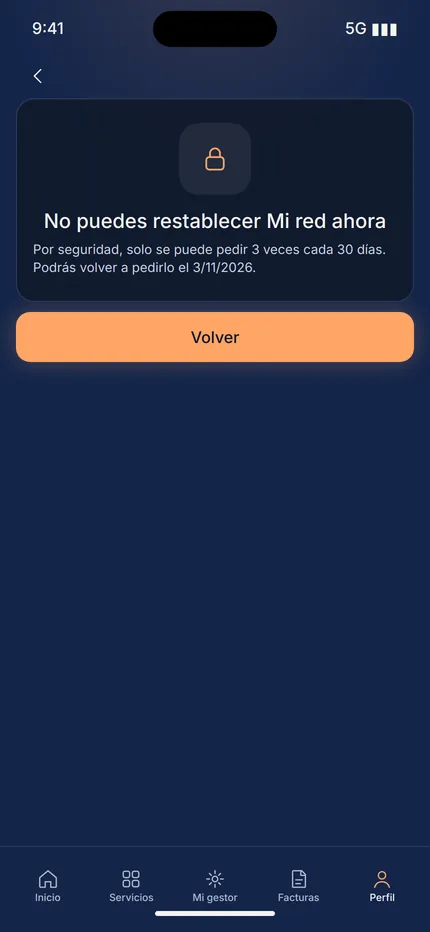 9:41
5G
No puedes restablecer Mi red ahora
Por seguridad, solo se puede pedir 3 veces cada 30 días.
Podrás volver a pedirlo el 3/11/2026.
Volver
Inicio
Servicios
Mi gestor
Facturas
Perfil